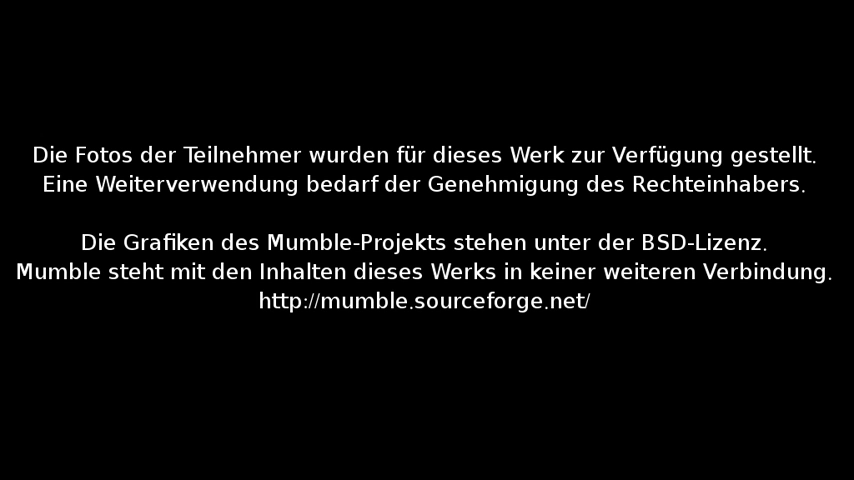 Die Fotos der Teilnehmer wurden für dieses Werk zur Verfügung gestellt.
Eine Weiterverwendung bedarf der Genehmigung des Rechteinhabers.
Die Grafiken des Mumble-Projekts stehen unter der BSD-Lizenz.
Mumble steht mit den Inhalten dieses Werks in keiner weiteren Verbindung.
http://mumble.sourceforge.net/